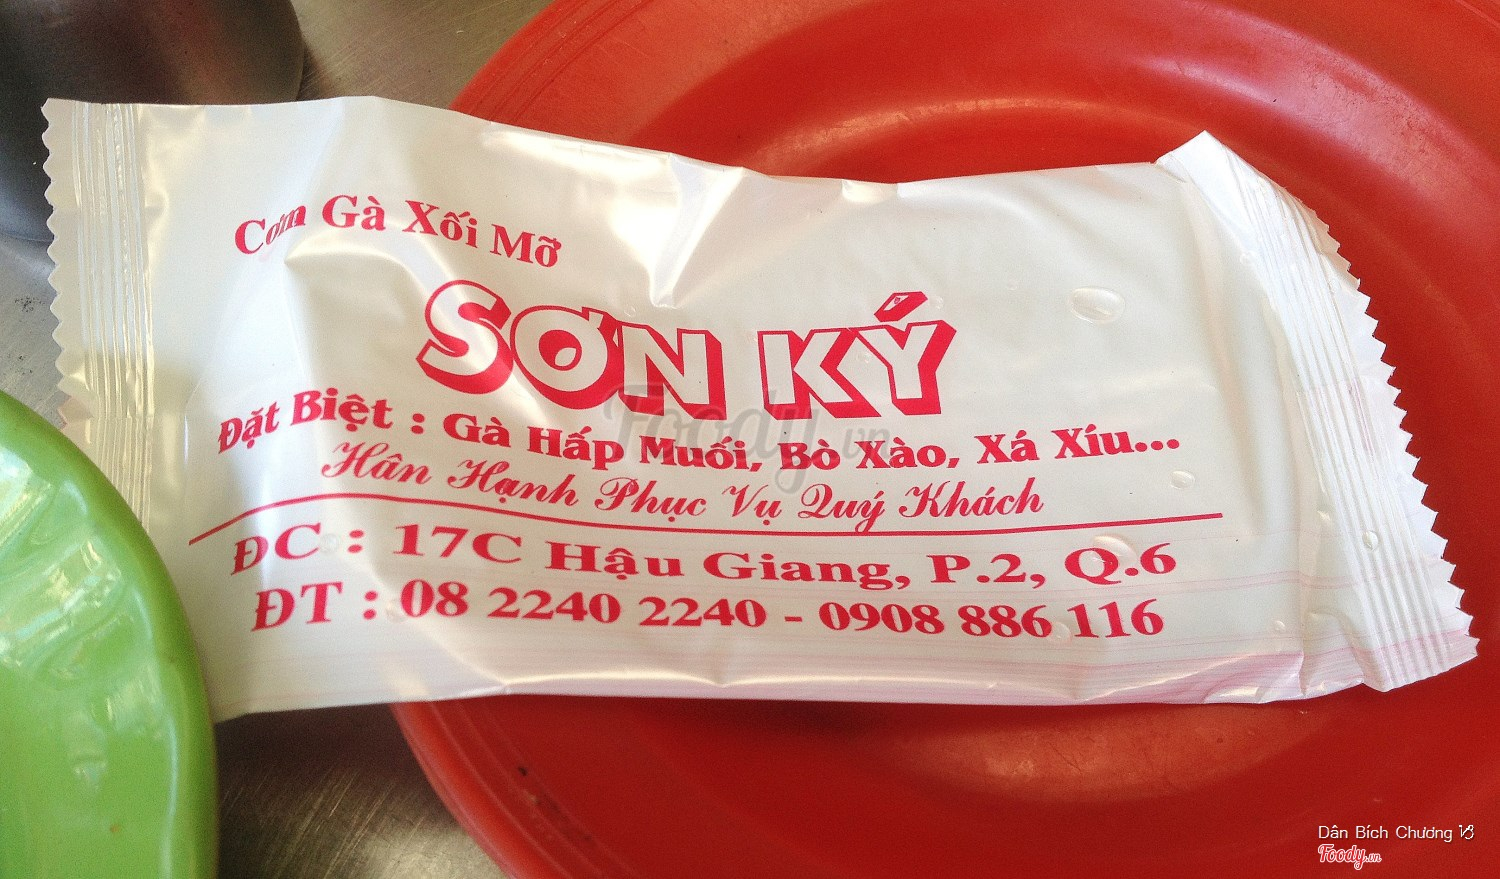 Cơm Gà Xối Mỡ
SƠN KÝ
Đặt Biệt : Gà Hấp Muối, Bò Xào, Xá Xíu...
Hân Hạnh Phục Vụ Quý Khách
ĐC : 17C Hậu Giang, P.2, Q.6
ĐT : 08 2240 2240 - 0908 886 116
Foody.vn
Dân Bích Chương
Foody.vn